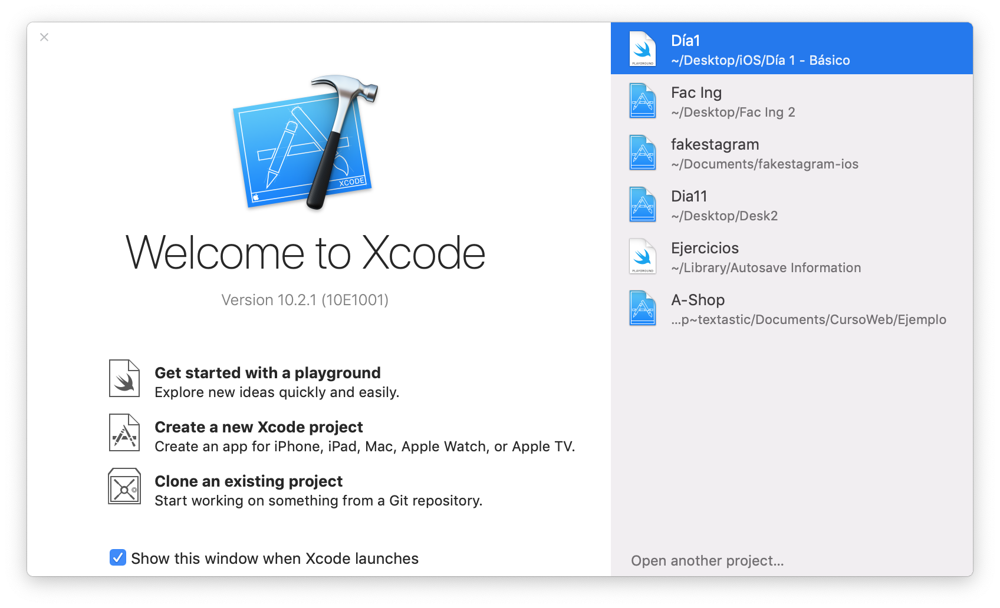 XCODE
Welcome to Xcode
Version 10.2.1 (10E1001)
Get started with a playground
Explore new ideas quickly and easily.
Create a new Xcode project
Create an app for iPhone, iPad, Mac, Apple Watch, or Apple TV.
Clone an existing project
Start working on something from a Git repository.
Show this window when Xcode launches
PLAYGROUND
Día1
~/Desktop/iOS/Día 1 - Básico
Fac Ing
~/Desktop/Fac Ing 2
fakestagram
~/Documents/fakestagram-ios
Dia11
~/Desktop/Desk2
PLAYGROUND
Ejercicios
~/Library/Autosave Information
A-Shop
...p~textastic/Documents/CursoWeb/Ejemplo
Open another project...